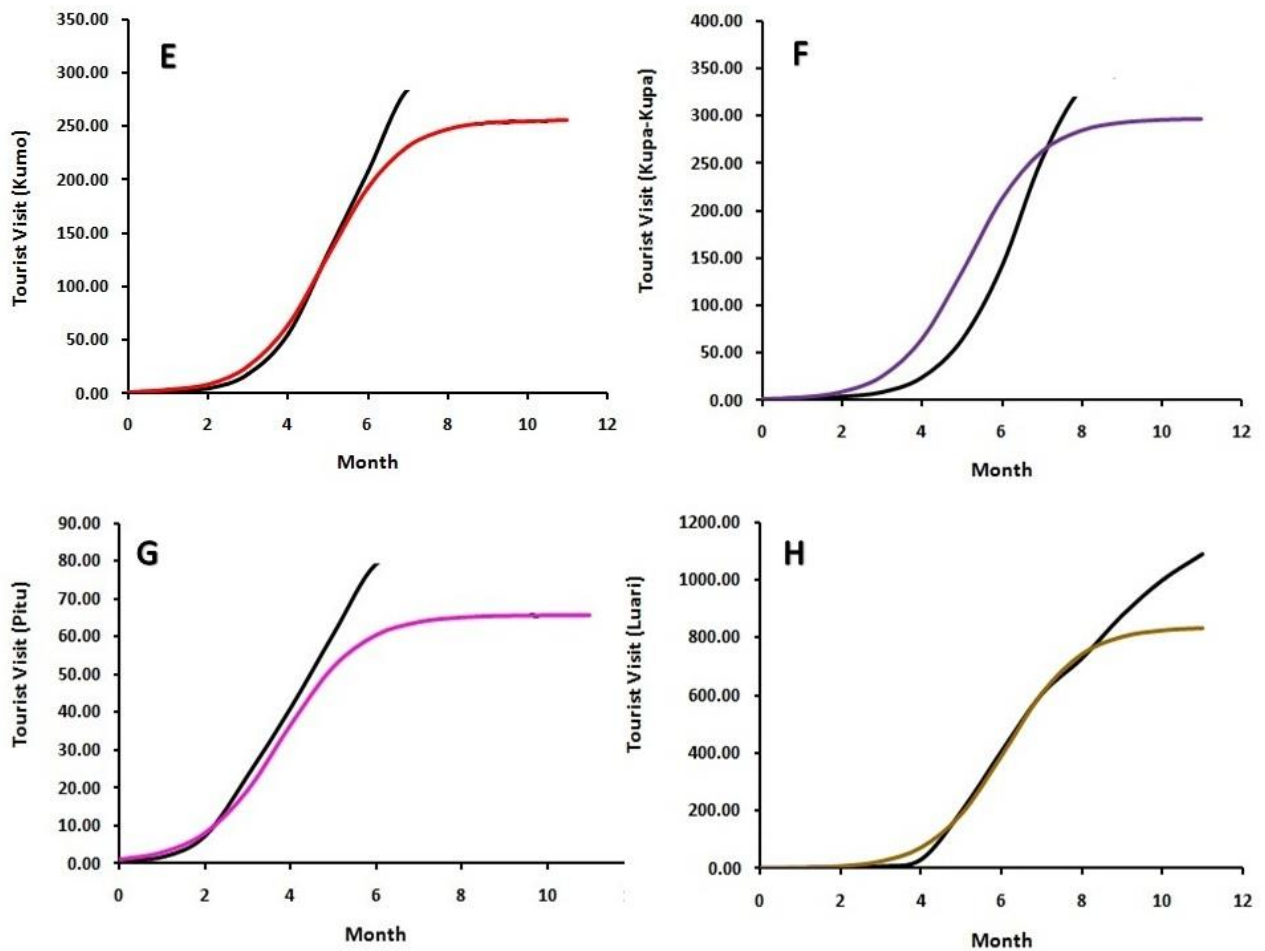 E
Tourist Visit (Kumo)
350.00
300.00
250.00
200.00
150.00
100.00
50.00
0.00
0 2 4 6 8 10 12
Month
F
Tourist Visit (Kupa-Kupa)
400.00
350.00
300.00
250.00
200.00
150.00
100.00
50.00
0.00
0 2 4 6 8 10 12
Month
G
Tourist Visit (Pitu)
90.00
80.00
70.00
60.00
50.00
40.00
30.00
20.00
10.00
0.00
0 2 4 6 8 10
Month
H
Tourist Visit (Luari)
1200.00
1000.00
800.00
600.00
400.00
200.00
0.00
0 2 4 6 8 10 12
Month